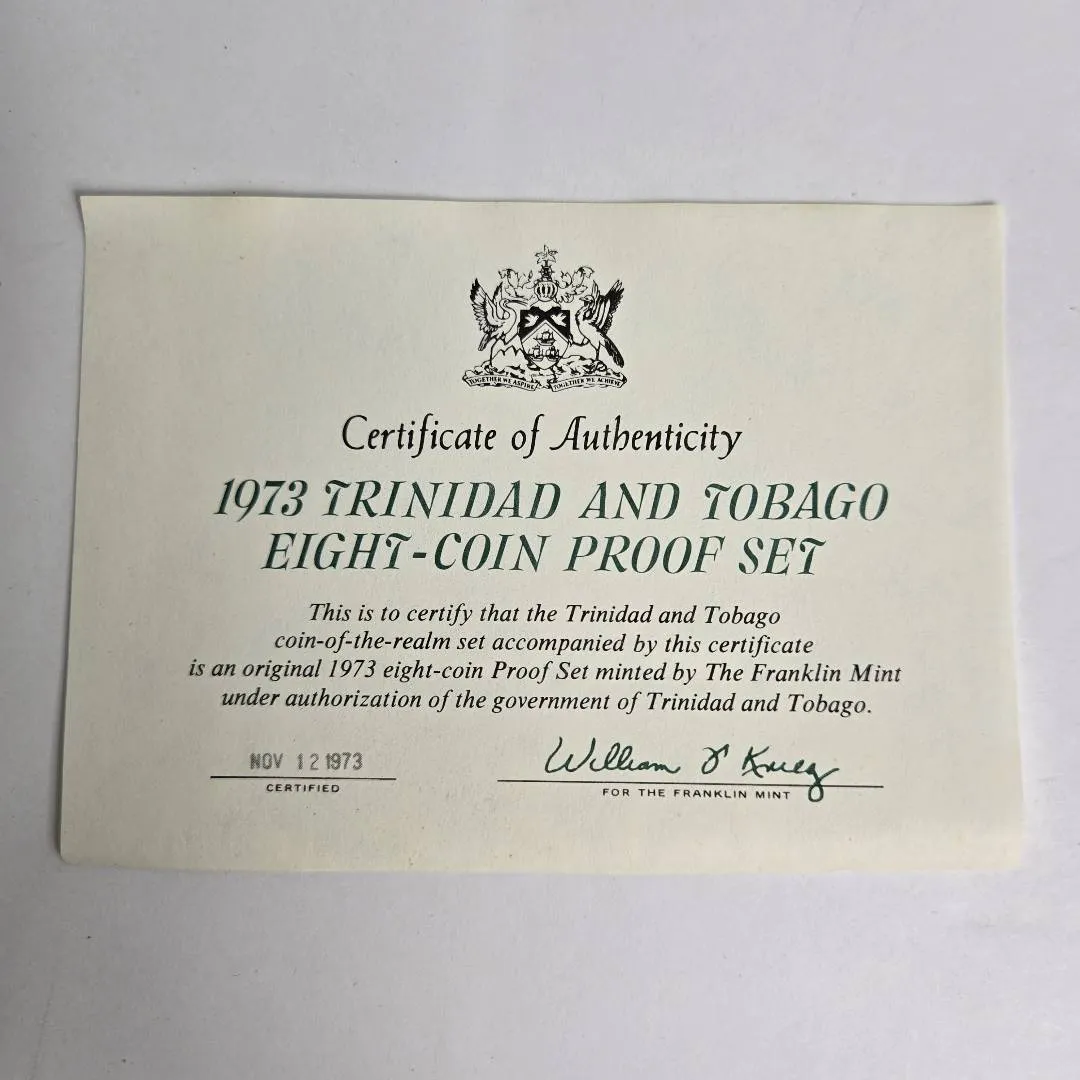 TOGETHER WE ASPIRE TOGETHER WE ACHIEVE
Certificate of Authenticity
1973 TRINIDAD AND TOBAGO
EIGHT-COIN PROOF SET
This is to certify that the Trinidad and Tobago
coin-of-the-realm set accompanied by this certificate
is an original 1973 eight-coin Proof Set minted by The Franklin Mint
under authorization of the government of Trinidad and Tobago.
NOV 12 1973
CERTIFIED
William
FOR THE FRANKLIN MINT